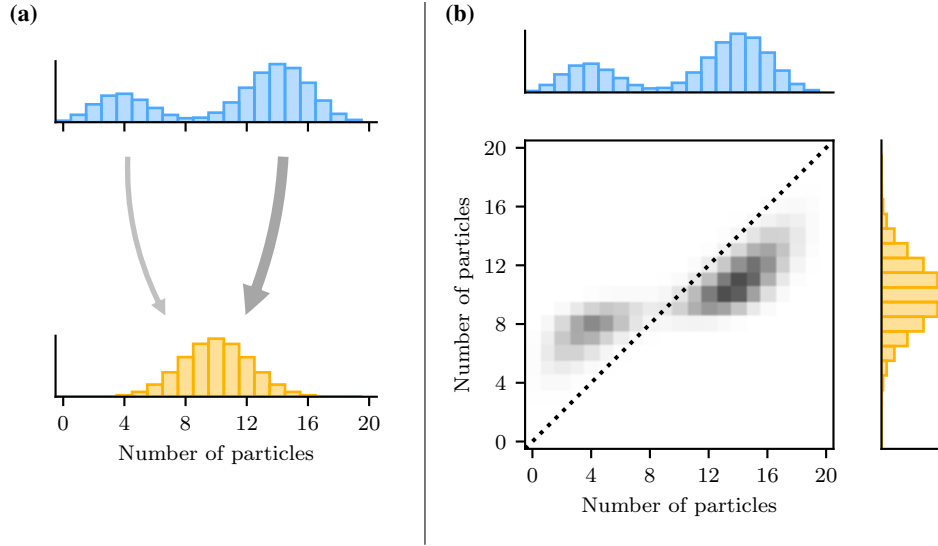 (a)
0 4 8 12 16 20
Number of particles
(b)
20
16
12
8
4
0
Number of particles
0 4 8 12 16 20
Number of particles